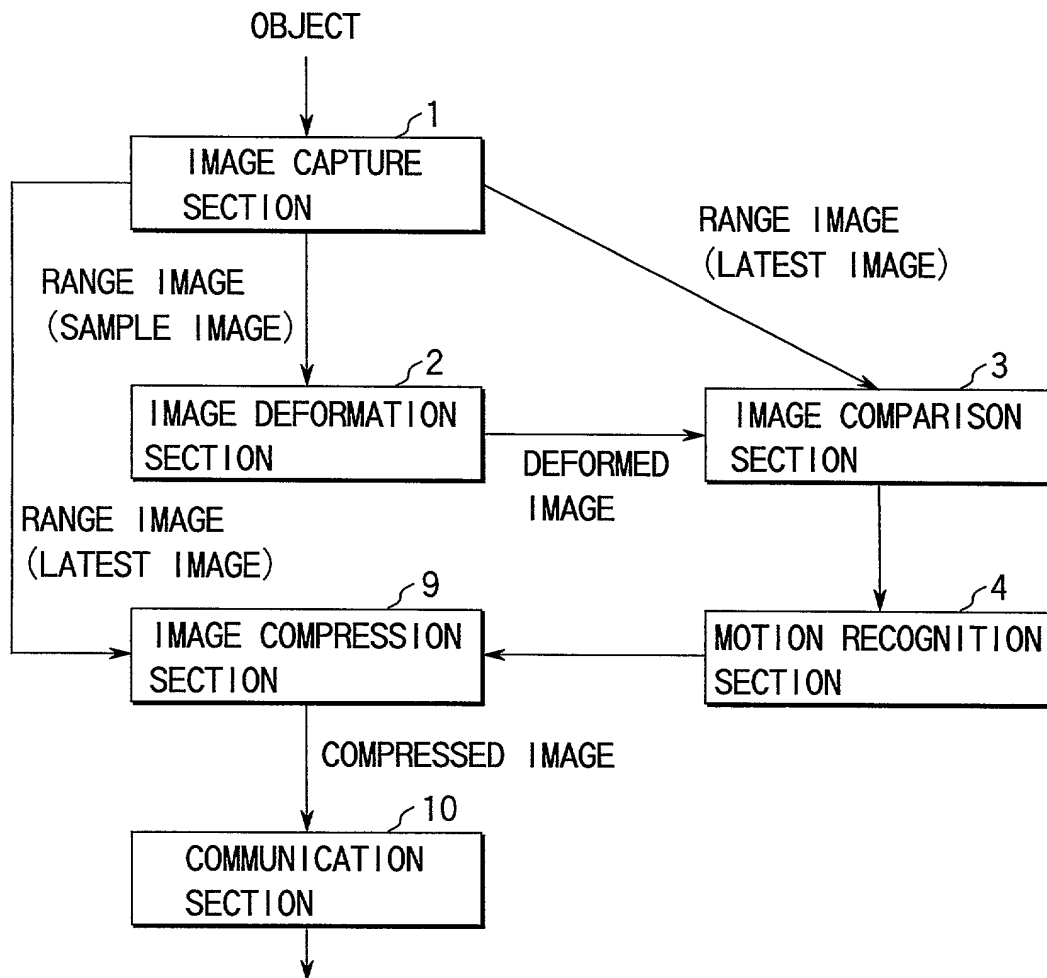 OBJECT
1
IMAGE CAPTURE
SECTION
RANGE IMAGE
(LATEST IMAGE)
RANGE IMAGE
(SAMPLE IMAGE)
2
IMAGE DEFORMATION
SECTION
3
IMAGE COMPARISON
SECTION
DEFORMED
IMAGE
RANGE IMAGE
(LATEST IMAGE)
9
IMAGE COMPRESSION
SECTION
4
MOTION RECOGNITION
SECTION
COMPRESSED IMAGE
10
COMMUNICATION
SECTION